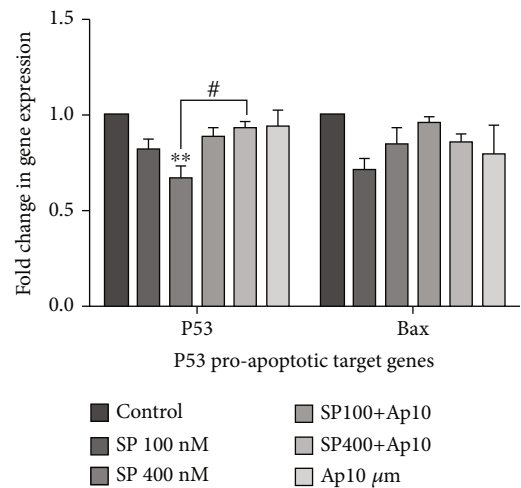 Fold change in gene expression
1.5
1.0
0.5
0.0
#
**
P53
Bax
P53 pro-apoptotic target genes
Control
SP 100 nM
SP 400 nM
SP100+Ap10
SP400+Ap10
Ap10 μm